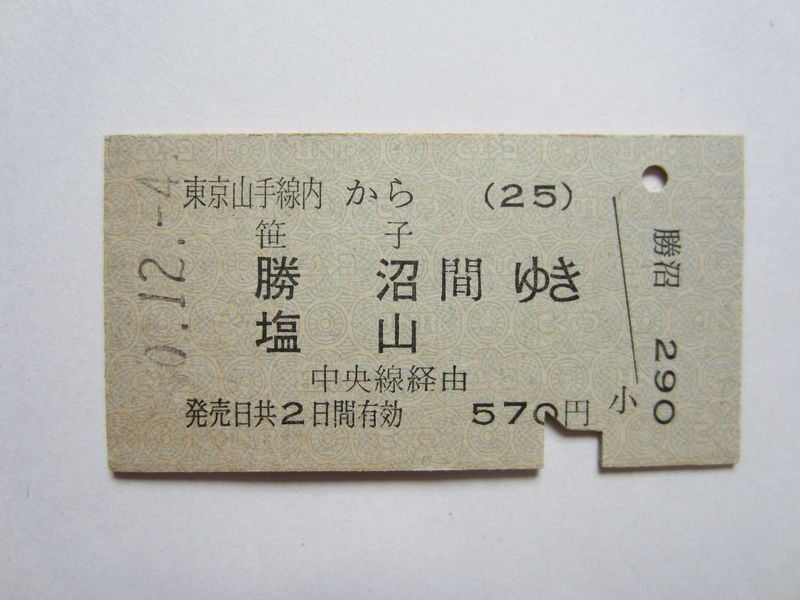 東京山手線内 から (25)
笹子
勝沼間ゆき
塩山
中央線経由
発売日共2日間有効 570円
小
勝沼 290
0.12.-4.